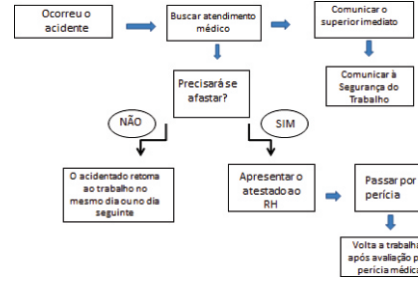 Ocorreu o
acidente
Buscar atendimento
médico
Comunicar o
superior imediato
Comunicar à
Segurança do
Trabalho
Precisará se
afastar?
NÃO
SIM
O acidentado retorna
ao trabalho no
mesmo dia ou no dia
seguinte
Apresentar o
atestado ao
RH
Passar por
perícia
Volta a trabalha
após avaliação p
perícia médic